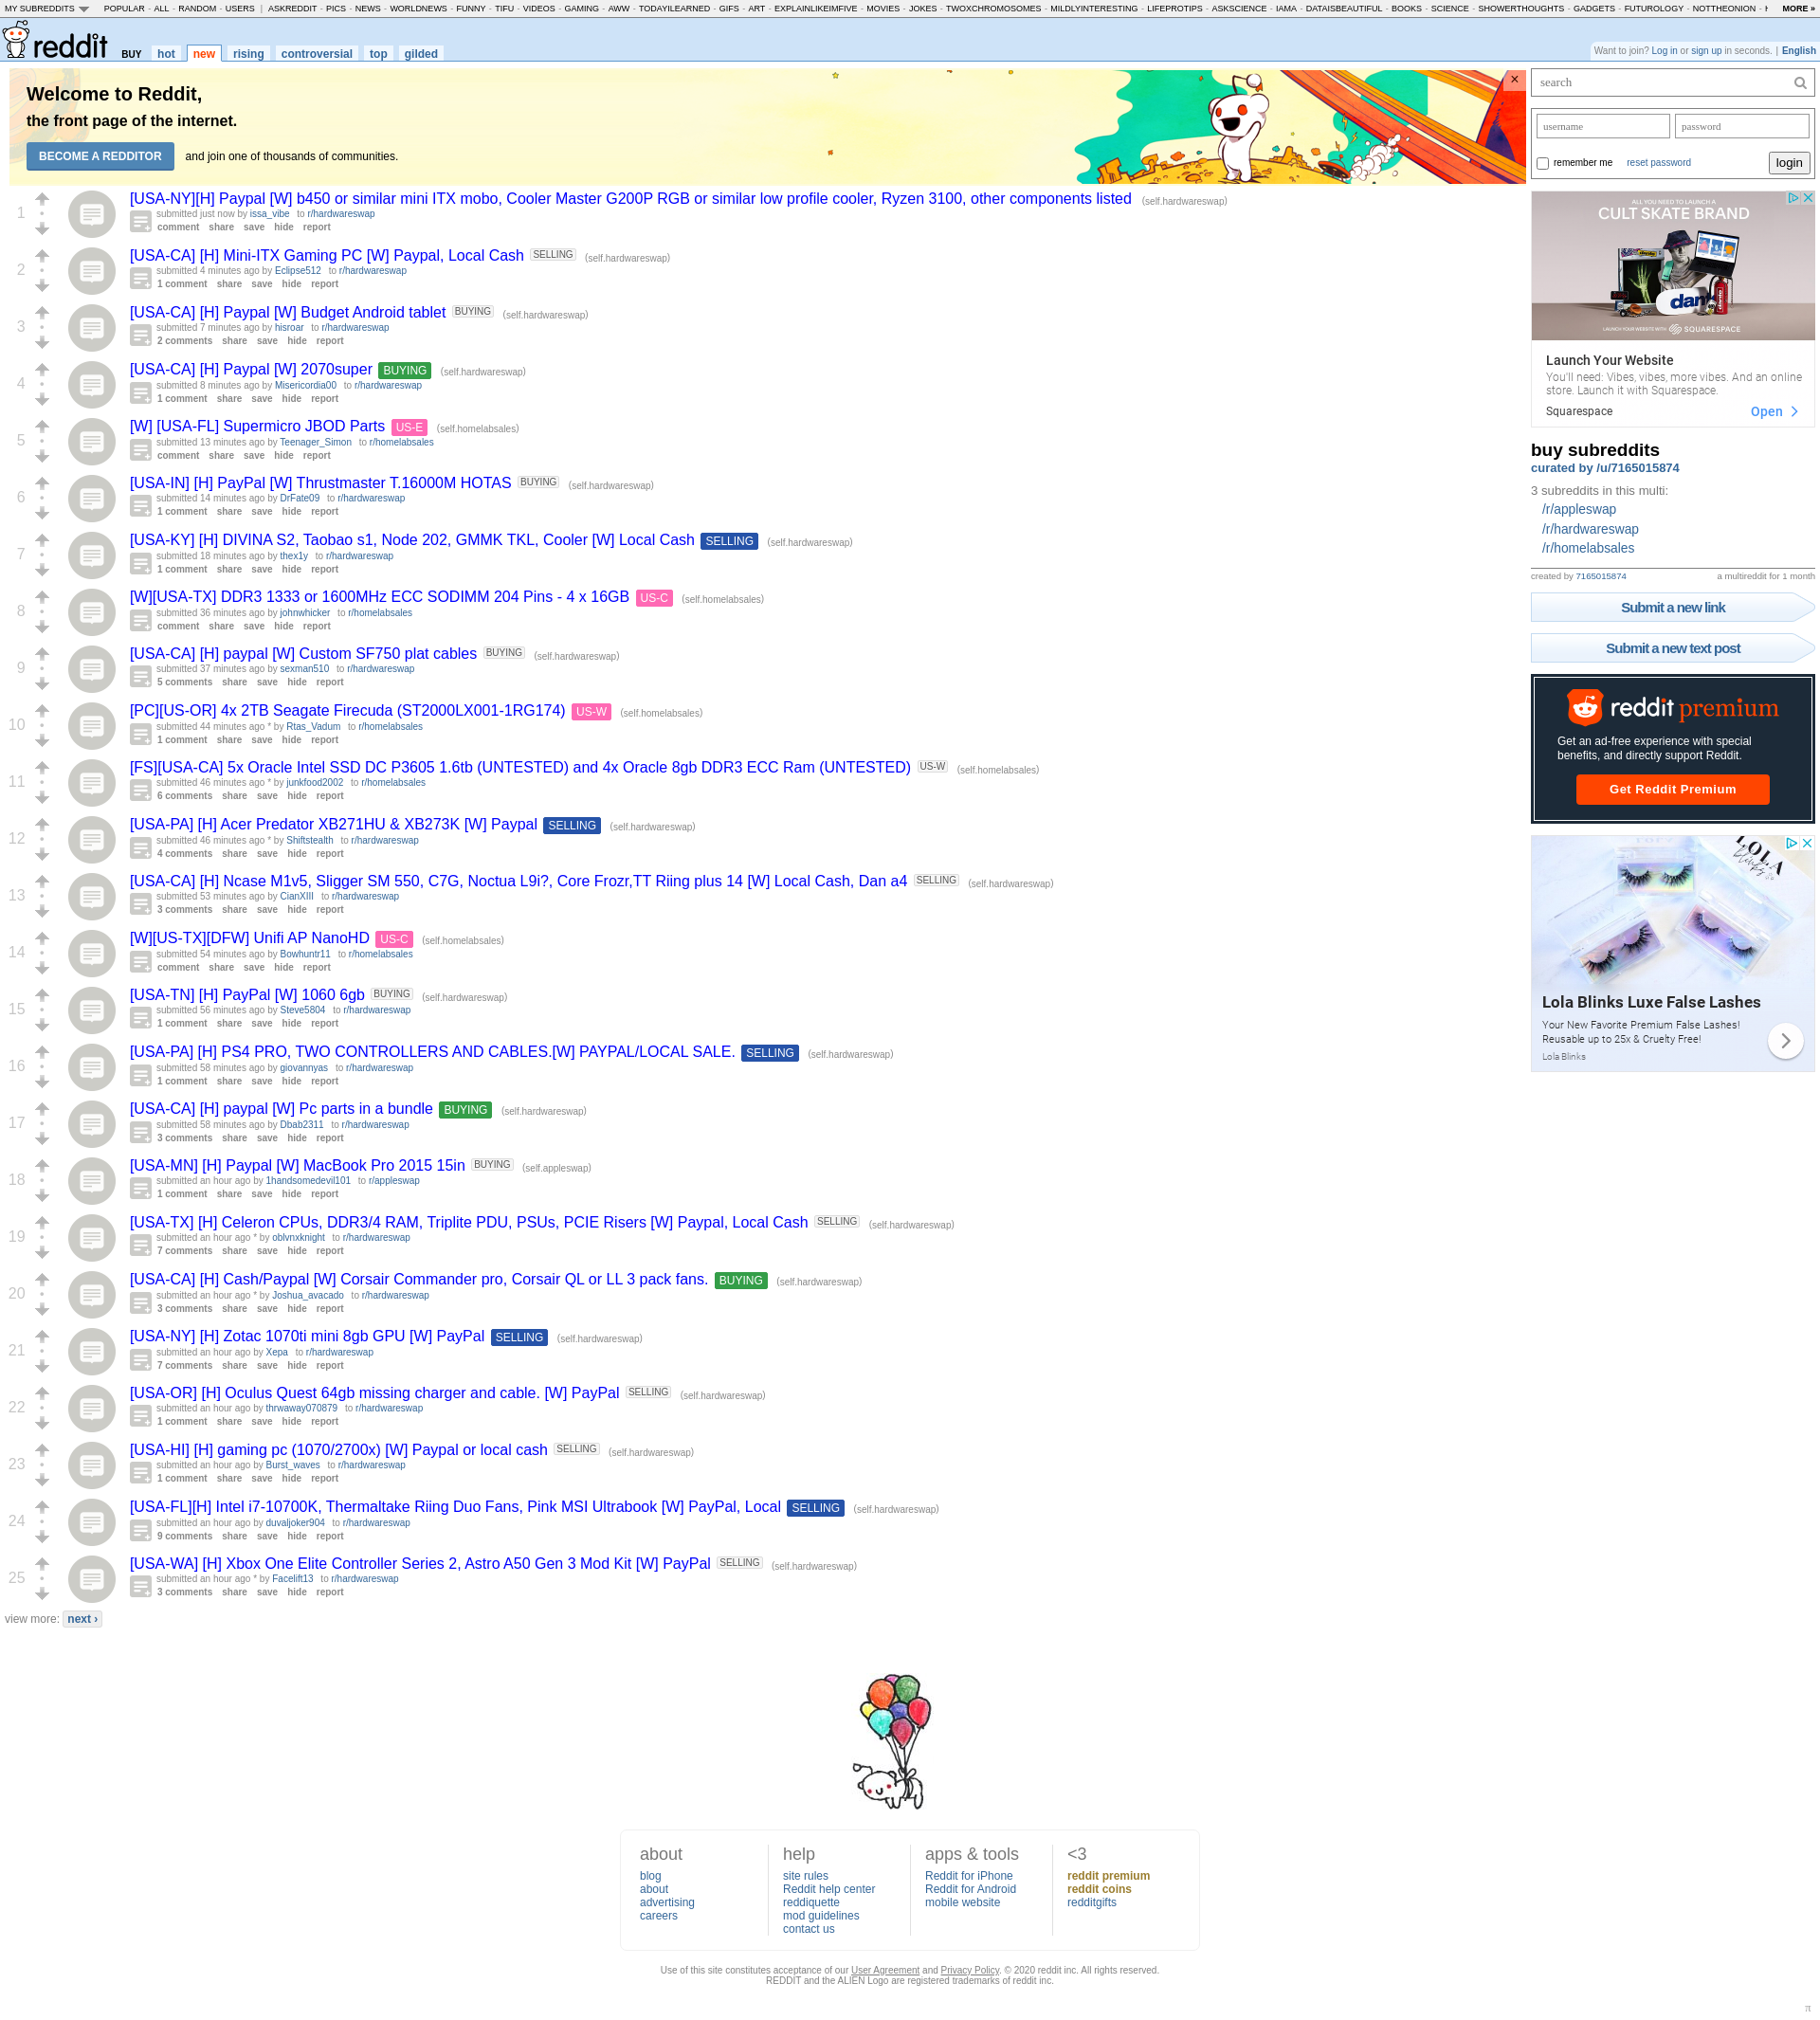 MY SUBREDDITS POPULAR - ALL - RANDOM - USERS | ASKREDDIT - PICS - NEWS - WORLDNEWS - FUNNY - TIFU - VIDEOS - GAMING - AWW - TODAYILEARNED - GIFS - ART - EXPLAINLIKEIMFIVE - MOVIES - JOKES - TWOXCHROMOSOMES - MILDLYINTERESTING - LIFEPROTIPS - ASKSCIENCE - IAMA - DATAISBEAUTIFUL - BOOKS - SCIENCE - SHOWERTHOUGHTS - GADGETS - FUTUROLOGY - NOTTHEONION - MORE »
reddit BUY hot new rising controversial top gilded
Want to join? Log in or sign up in seconds. | English
Welcome to Reddit,
the front page of the internet.
BECOME A REDDITOR and join one of thousands of communities.
×
1
[USA-NY][H] Paypal [W] b450 or similar mini ITX mobo, Cooler Master G200P RGB or similar low profile cooler, Ryzen 3100, other components listed (self.hardwareswap)
submitted just now by issa_vibe to r/hardwareswap
comment share save hide report
2
[USA-CA] [H] Mini-ITX Gaming PC [W] Paypal, Local Cash SELLING (self.hardwareswap)
submitted 4 minutes ago by Eclipse512 to r/hardwareswap
1 comment share save hide report
3
[USA-CA] [H] Paypal [W] Budget Android tablet BUYING (self.hardwareswap)
submitted 7 minutes ago by hisroar to r/hardwareswap
2 comments share save hide report
4
[USA-CA] [H] Paypal [W] 2070super BUYING (self.hardwareswap)
submitted 8 minutes ago by Misericordia00 to r/hardwareswap
1 comment share save hide report
5
[W] [USA-FL] Supermicro JBOD Parts US-E (self.homelabsales)
submitted 13 minutes ago by Teenager_Simon to r/homelabsales
comment share save hide report
6
[USA-IN] [H] PayPal [W] Thrustmaster T.16000M HOTAS BUYING (self.hardwareswap)
submitted 14 minutes ago by DrFate09 to r/hardwareswap
1 comment share save hide report
7
[USA-KY] [H] DIVINA S2, Taobao s1, Node 202, GMMK TKL, Cooler [W] Local Cash SELLING (self.hardwareswap)
submitted 18 minutes ago by thex1y to r/hardwareswap
1 comment share save hide report
8
[W][USA-TX] DDR3 1333 or 1600MHz ECC SODIMM 204 Pins - 4 x 16GB US-C (self.homelabsales)
submitted 36 minutes ago by johnwhicker to r/homelabsales
comment share save hide report
9
[USA-CA] [H] paypal [W] Custom SF750 plat cables BUYING (self.hardwareswap)
submitted 37 minutes ago by sexman510 to r/hardwareswap
5 comments share save hide report
10
[PC][US-OR] 4x 2TB Seagate Firecuda (ST2000LX001-1RG174) US-W (self.homelabsales)
submitted 44 minutes ago * by Rtas_Vadum to r/homelabsales
1 comment share save hide report
11
[FS][USA-CA] 5x Oracle Intel SSD DC P3605 1.6tb (UNTESTED) and 4x Oracle 8gb DDR3 ECC Ram (UNTESTED) US-W (self.homelabsales)
submitted 46 minutes ago * by junkfood2002 to r/homelabsales
6 comments share save hide report
12
[USA-PA] [H] Acer Predator XB271HU & XB273K [W] Paypal SELLING (self.hardwareswap)
submitted 46 minutes ago * by Shiftstealth to r/hardwareswap
4 comments share save hide report
13
[USA-CA] [H] Ncase M1v5, Sligger SM 550, C7G, Noctua L9i?, Core Frozr,TT Riing plus 14 [W] Local Cash, Dan a4 SELLING (self.hardwareswap)
submitted 53 minutes ago by CianXIII to r/hardwareswap
3 comments share save hide report
14
[W][US-TX][DFW] Unifi AP NanoHD US-C (self.homelabsales)
submitted 54 minutes ago by Bowhuntr11 to r/homelabsales
comment share save hide report
15
[USA-TN] [H] PayPal [W] 1060 6gb BUYING (self.hardwareswap)
submitted 56 minutes ago by Steve5804 to r/hardwareswap
1 comment share save hide report
16
[USA-PA] [H] PS4 PRO, TWO CONTROLLERS AND CABLES.[W] PAYPAL/LOCAL SALE. SELLING (self.hardwareswap)
submitted 58 minutes ago by giovannyas to r/hardwareswap
1 comment share save hide report
17
[USA-CA] [H] paypal [W] Pc parts in a bundle BUYING (self.hardwareswap)
submitted 58 minutes ago by Dbab2311 to r/hardwareswap
3 comments share save hide report
18
[USA-MN] [H] Paypal [W] MacBook Pro 2015 15in BUYING (self.appleswap)
submitted an hour ago by 1handsomedevil101 to r/appleswap
1 comment share save hide report
19
[USA-TX] [H] Celeron CPUs, DDR3/4 RAM, Triplite PDU, PSUs, PCIE Risers [W] Paypal, Local Cash SELLING (self.hardwareswap)
submitted an hour ago * by oblvnxknight to r/hardwareswap
7 comments share save hide report
20
[USA-CA] [H] Cash/Paypal [W] Corsair Commander pro, Corsair QL or LL 3 pack fans. BUYING (self.hardwareswap)
submitted an hour ago * by Joshua_avacado to r/hardwareswap
3 comments share save hide report
21
[USA-NY] [H] Zotac 1070ti mini 8gb GPU [W] PayPal SELLING (self.hardwareswap)
submitted an hour ago by Xepa to r/hardwareswap
7 comments share save hide report
22
[USA-OR] [H] Oculus Quest 64gb missing charger and cable. [W] PayPal SELLING (self.hardwareswap)
submitted an hour ago by thrwaway070879 to r/hardwareswap
1 comment share save hide report
23
[USA-HI] [H] gaming pc (1070/2700x) [W] Paypal or local cash SELLING (self.hardwareswap)
submitted an hour ago by Burst_waves to r/hardwareswap
1 comment share save hide report
24
[USA-FL][H] Intel i7-10700K, Thermaltake Riing Duo Fans, Pink MSI Ultrabook [W] PayPal, Local SELLING (self.hardwareswap)
submitted an hour ago by duvaljoker904 to r/hardwareswap
9 comments share save hide report
25
[USA-WA] [H] Xbox One Elite Controller Series 2, Astro A50 Gen 3 Mod Kit [W] PayPal SELLING (self.hardwareswap)
submitted an hour ago * by Facelift13 to r/hardwareswap
3 comments share save hide report
view more: next ›
search
username password
remember me reset password login
ALL YOU NEED TO LAUNCH A
CULT SKATE BRAND
dam
LAUNCH YOUR WEBSITE WITH SQUARESPACE
Launch Your Website
You'll need: Vibes, vibes, more vibes. And an online
store. Launch it with Squarespace.
Squarespace Open
buy subreddits
curated by /u/7165015874
3 subreddits in this multi:
/r/appleswap
/r/hardwareswap
/r/homelabsales
created by 7165015874 a multireddit for 1 month
Submit a new link
Submit a new text post
reddit premium
Get an ad-free experience with special
benefits, and directly support Reddit.
Get Reddit Premium
LOLA
Lola Blinks Luxe False Lashes
Your New Favorite Premium False Lashes!
Reusable up to 25x & Cruelty Free!
Lola Blinks
about
blog
about
advertising
careers
help
site rules
Reddit help center
reddiquette
mod guidelines
contact us
apps & tools
Reddit for iPhone
Reddit for Android
mobile website
<3
reddit premium
reddit coins
redditgifts
Use of this site constitutes acceptance of our User Agreement and Privacy Policy. © 2020 reddit inc. All rights reserved.
REDDIT and the ALIEN Logo are registered trademarks of reddit inc.
π